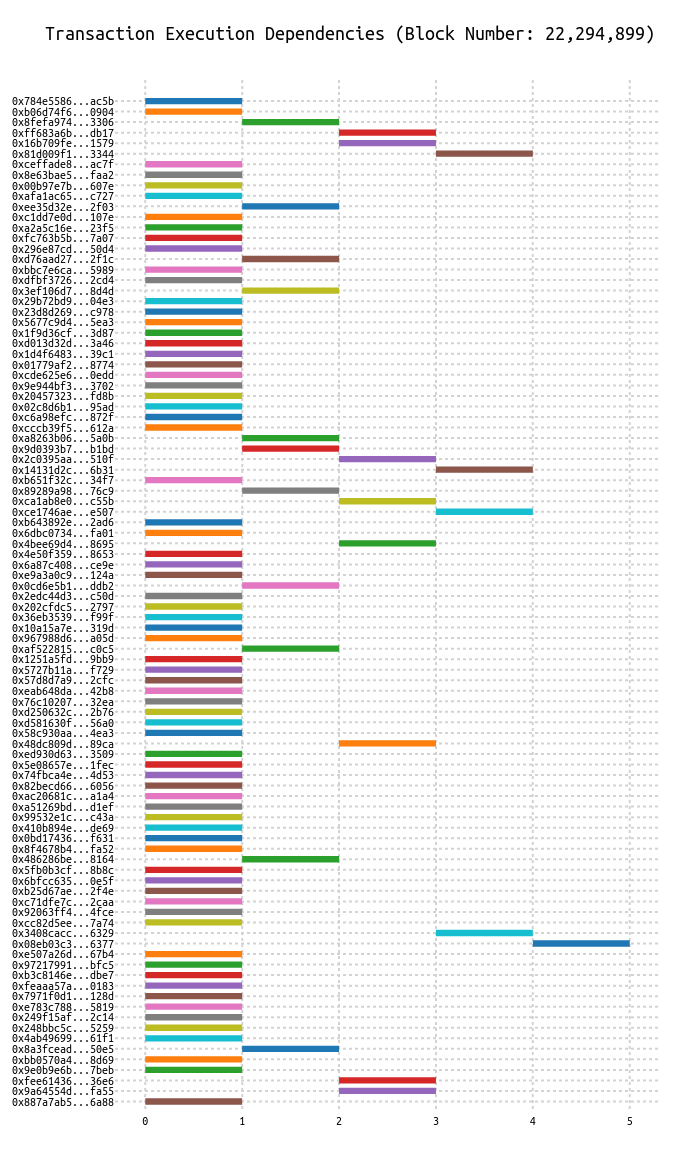 Transaction Execution Dependencies (Block Number: 22,294,899)
0x784e5586...ac5b
0xb06d74f6...0904
0x8fefa974...3306
0xff683a6b...db17
0x16b709fe...1579
0x81d009f1...3344
0xceffade8...ac7f
0x8e63bae5...faa2
0x00b97e7b...607e
0xafa1ac65...c727
0xee35d32e...2f03
0xc1dd7e0d...107e
0xa2a5c16e...23f5
0xfc763b5b...7a07
0x296e87cd...50d4
0xd76aad27...2f1c
0xbbc7e6ca...5989
0xdfbf3726...2cd4
0x3ef106d7...8d4d
0x29b72bd9...04e3
0x23d8d269...c978
0x5677c9d4...5ea3
0x1f9d36cf...3d87
0xd013d32d...3a46
0x1d4f6483...39c1
0x01779af2...8774
0xcde625e6...0edd
0x9e944bf3...3702
0x20457323...fd8b
0x02c8d6b1...95ad
0xc6a98efc...872f
0xcccb39f5...612a
0xa8263b06...5a0b
0x9d0393b7...b1bd
0x2c0395aa...510f
0x14131d2c...6b31
0xb651f32c...34f7
0x89289a98...76c9
0xca1ab8e0...c55b
0xce1746ae...e507
0xb643892e...2ad6
0x6dbc0734...fa01
0x4bee69d4...8695
0x4e50f359...8653
0x6a87c408...ce9e
0xe9a3a0c9...124a
0x0cd6e5b1...ddb2
0x2edc44d3...c50d
0x202cfdc5...2797
0x36eb3539...f99f
0x10a15a7e...319d
0x967988d6...a05d
0xaf522815...c0c5
0x1251a5fd...9bb9
0x5727b11a...f729
0x57d8d7a9...2cfc
0xeab648da...42b8
0x76c10207...32ea
0xd250632c...2b76
0xd581630f...56a0
0x58c930aa...4ea3
0x48dc809d...89ca
0xed930d63...3509
0x5e08657e...1fec
0x74fbca4e...4d53
0x82becd66...6056
0xac20681c...a1a4
0xa51269bd...d1ef
0x99532e1c...c43a
0x410b894e...de69
0x0bd17436...f631
0x8f4678b4...fa52
0x486286be...8164
0x5fb0b3cf...8b8c
0x6bfcc635...0e5f
0xb25d67ae...2f4e
0xc71dfe7c...2caa
0x92063ff4...4fce
0xcc82d5ee...7a74
0x3408cacc...6329
0x08eb03c3...6377
0xe507a26d...67b4
0x97217991...bfc5
0xb3c8146e...dbe7
0xfeaaa57a...0183
0x7971f0d1...128d
0xe783c788...5819
0x249f15af...2c14
0x248bbc5c...5259
0x4ab49699...61f1
0x8a3fcead...50e5
0xbb0570a4...8d69
0x9e0b9e6b...7beb
0xfee61436...36e6
0x9a64554d...fa55
0x887a7ab5...6a88
0 1 2 3 4 5